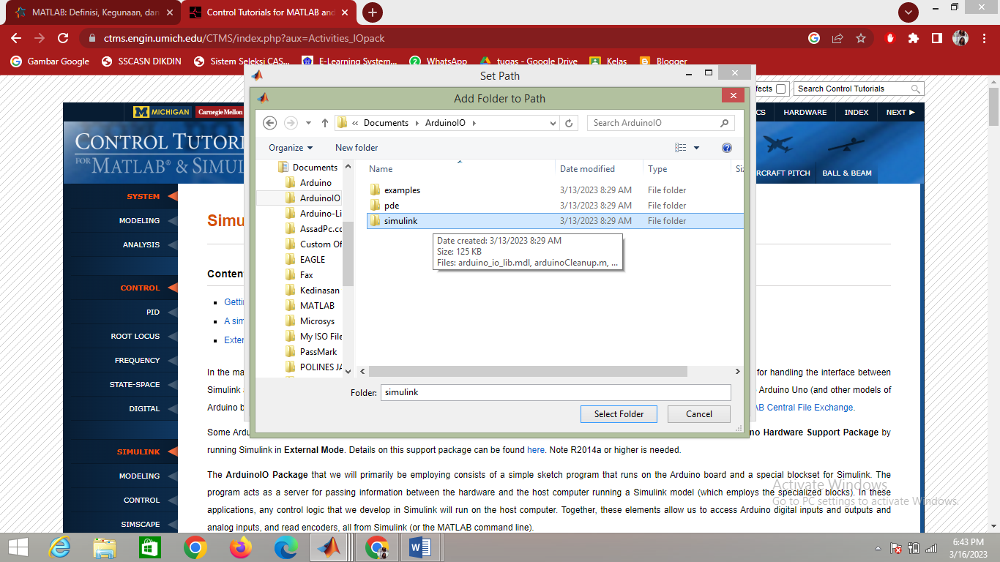 MATLAB: Definisi, Kegunaan, dan
Control Tutorials for MATLAB and
ctms.engin.umich.edu/CTMS/index.php?aux=Activities_IOpack
Gambar Google
SSCASN DIKDIN
Sistem Seleksi CAS...
E-Learning System...
WhatsApp
tugas - Google Drive
Kelas
Blogger
Set Path
Search Control Tutorials
Add Folder to Path
MICHIGAN
Carnegie Mellon
HARDWARE
INDEX
NEXT ►
CONTROL TUTORI
FOR MATLAB® & SIMUL
RCRAFT PITCH
BALL & BEAM
« Documents
ArduinoIO
Search ArduinoIO
Organize
New folder
Documents
Arduino
ArduinoIO
Arduino-Li
AssadPc.co
Custom Of
EAGLE
Fax
Kedinasan
MATLAB
Microsys
My ISO File
PassMark
POLINES JA
Name
Date modified
Type
Siz
examples
3/13/2023 8:29 AM
File folder
pde
3/13/2023 8:29 AM
File folder
simulink
3/13/2023 8:29 AM
File folder
Date created: 3/13/2023 8:29 AM
Size: 125 KB
Files: arduino_io_lib.mdl, arduinoCleanup.m, ...
Folder:
simulink
Select Folder
Cancel
SYSTEM
MODELING
ANALYSIS
CONTROL
PID
ROOT LOCUS
FREQUENCY
STATE-SPACE
DIGITAL
SIMULINK
MODELING
CONTROL
SIMSCAPE
Simu
Conten
Getti
A sim
Exter
In the ma
for handling the interface between
Simulink
Arduino Uno (and other models of
Arduino b
AB Central File Exchange.
Some Ardu
no Hardware Support Package by
running Simulink in External Mode. Details on this support package can be found here. Note R2014a or higher is needed.
The ArduinoIO Package that we will primarily be employing consists of a simple sketch program that runs on the Arduino board and a special blockset for Simulink. The
program acts as a server for passing information between the hardware and the host computer running a Simulink model (which employs the specialized blocks). In these
applications, any control logic that we develop in Simulink will run on the host computer. Together, these elements allow us to access Arduino digital inputs and outputs and
analog inputs, and read encoders, all from Simulink (or the MATLAB command line).
Activate Windows
Go to PC settings to activate Windows.
6:43 PM
3/16/2023